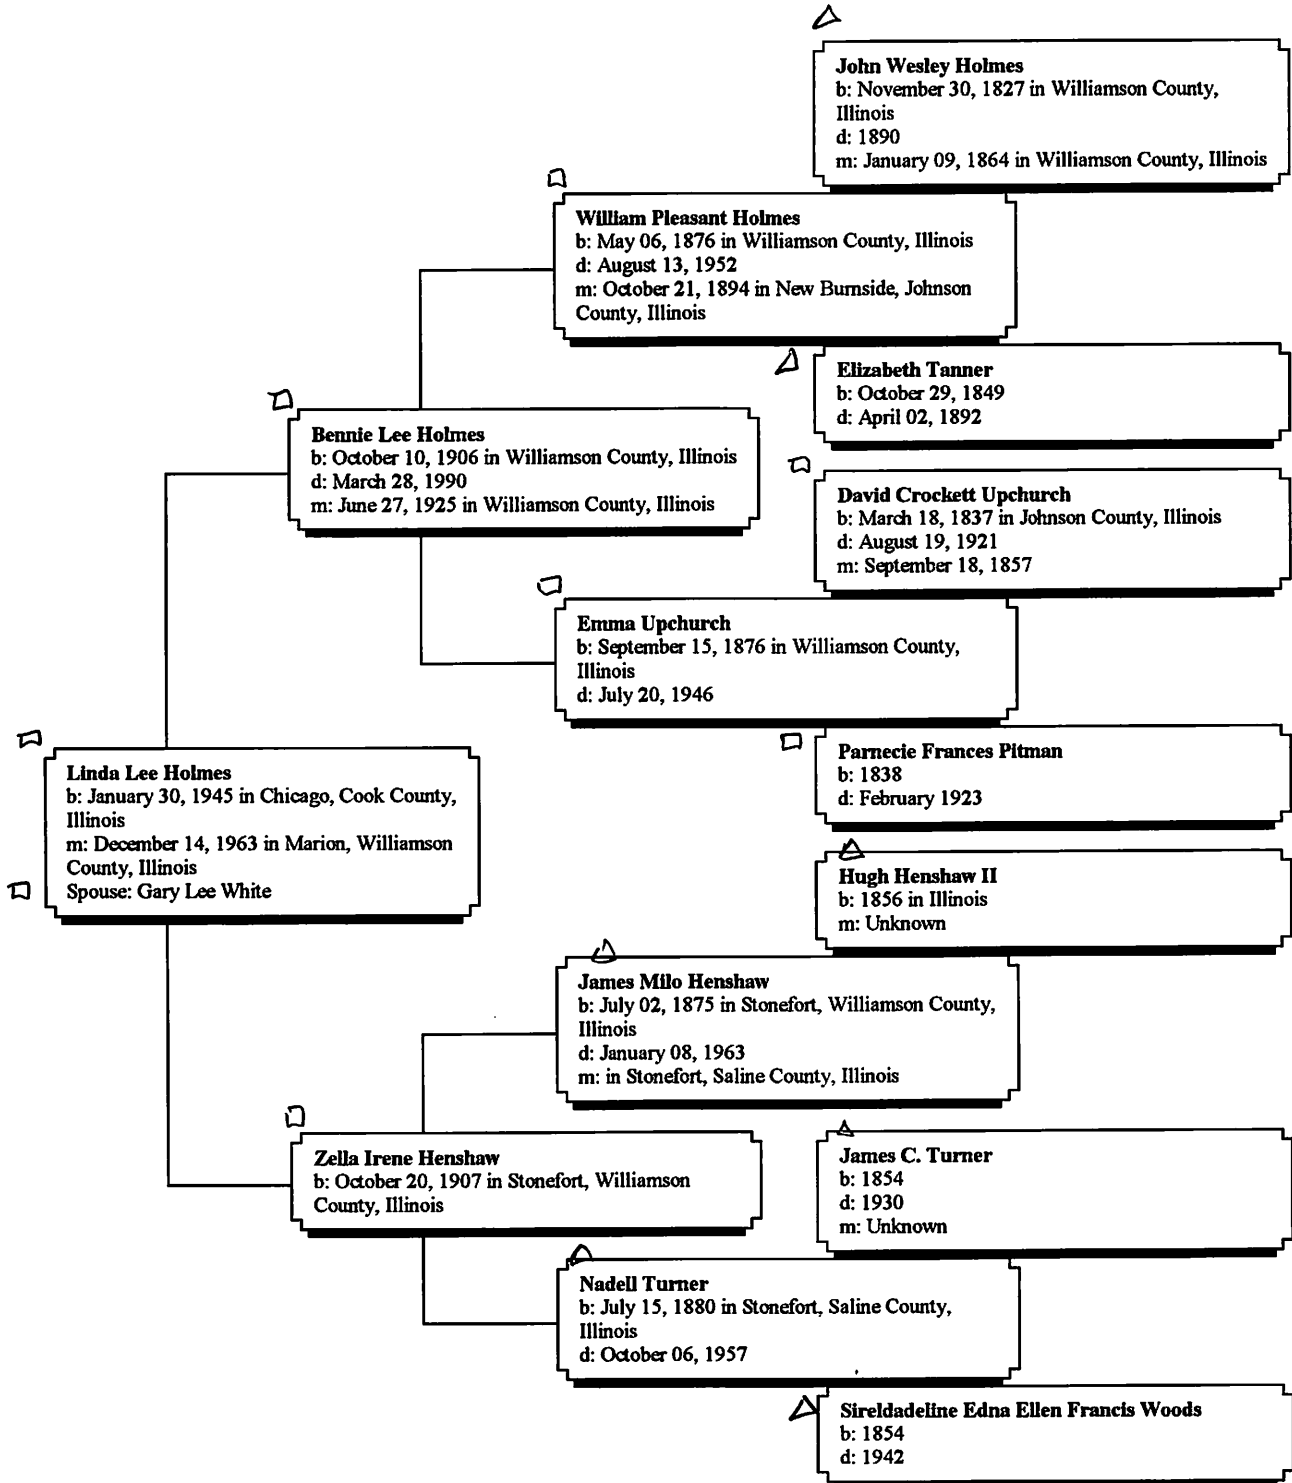 John Wesley Holmes
b: November 30, 1827 in Williamson County,
Illinois
d: 1890
m: January 09, 1864 in Williamson County, Illinois
William Pleasant Holmes
b: May 06, 1876 in Williamson County, Illinois
d: August 13, 1952
m: October 21, 1894 in New Burnside, Johnson
County, Illinois
Elizabeth Tanner
b: October 29, 1849
d: April 02, 1892
Bennie Lee Holmes
b: October 10, 1906 in Williamson County, Illinois
d: March 28, 1990
m: June 27, 1925 in Williamson County, Illinois
David Crockett Upchurch
b: March 18, 1837 in Johnson County, Illinois
d: August 19, 1921
m: September 18, 1857
Emma Upchurch
b: September 15, 1876 in Williamson County,
Illinois
d: July 20, 1946
Parnecie Frances Pitman
b: 1838
d: February 1923
Linda Lee Holmes
b: January 30, 1945 in Chicago, Cook County,
Illinois
m: December 14, 1963 in Marion, Williamson
County, Illinois
Spouse: Gary Lee White
Hugh Henshaw II
b: 1856 in Illinois
m: Unknown
James Milo Henshaw
b: July 02, 1875 in Stonefort, Williamson County,
Illinois
d: January 08, 1963
m: in Stonefort, Saline County, Illinois
Zella Irene Henshaw
b: October 20, 1907 in Stonefort, Williamson
County, Illinois
James C. Turner
b: 1854
d: 1930
m: Unknown
Nadell Turner
b: July 15, 1880 in Stonefort, Saline County,
Illinois
d: October 06, 1957
Sireldadeline Edna Ellen Francis Woods
b: 1854
d: 1942